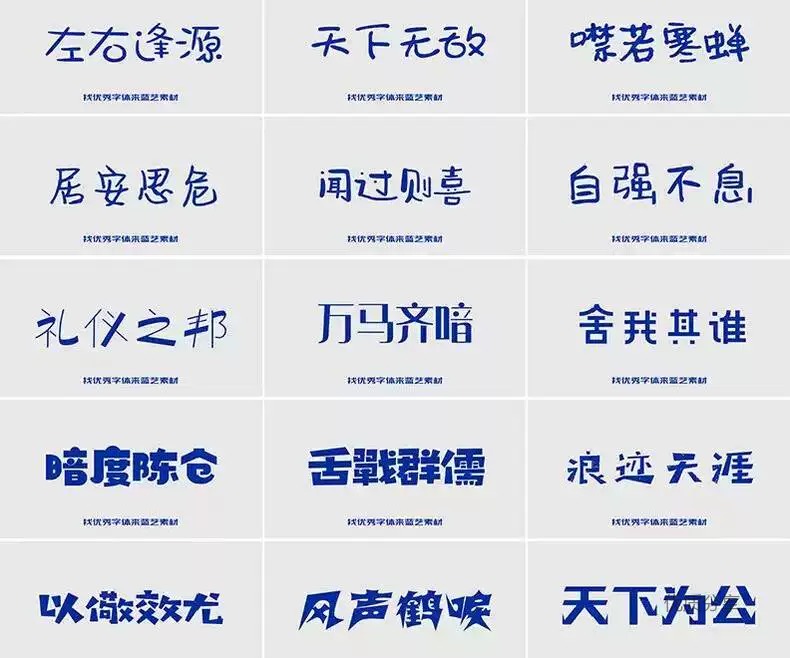 左右逢源
天下无敌
噤若寒蝉
找优秀字体来蓝艺素材
找优秀字体来蓝艺素材
找优秀字体来蓝艺素材
居安思危
闻过则喜
自强不息
找优秀字体来蓝艺素材
找优秀字体来蓝艺素材
找优秀字体来蓝艺素材
礼仪之邦
万马齐喑
舍我其谁
找优秀字体来蓝艺素材
找优秀字体来蓝艺素材
找优秀字体来蓝艺素材
暗度陈仓
舌戰群儒
浪迹天涯
找优秀字体来蓝艺素材
找优秀字体来蓝艺素材
找优秀字体来蓝艺素材
以儆效尤
风声鹤唳
天下为公